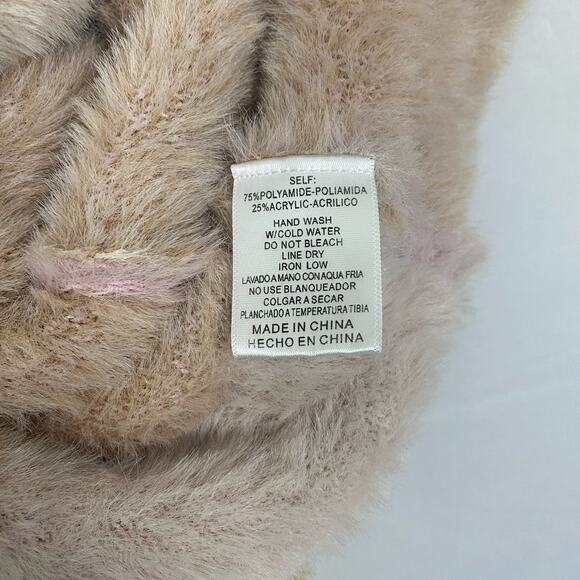 SELF:
75%POLYAMIDE-POLIAMIDA
25%ACRYLIC-ACRILICO
HAND WASH
W/COLD WATER
DO NOT BLEACH
LINE DRY
IRON LOW
LAVADO A MANO CON AQUA FRIA
NO USE BLANQUEADOR
COLGAR A SECAR
PLANCHADO A TEMPERATURA TIBIA
MADE IN CHINA
HECHO EN CHINA